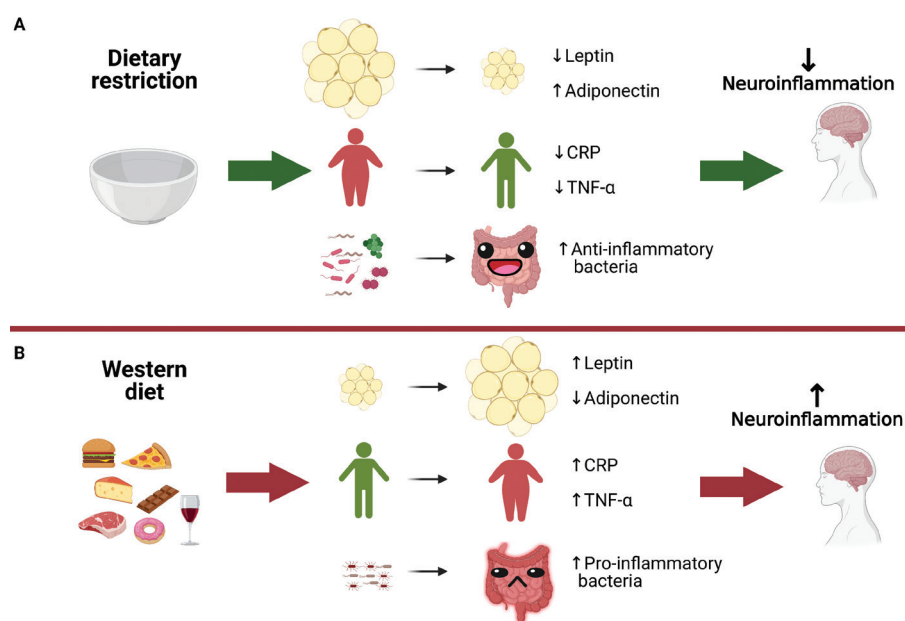 A
Dietary
restriction
↓Leptin
↑Adiponectin
↓CRP
↓TNF-α
↑Anti-inflammatory
bacteria
↓
Neuroinflammation
B
Western
diet
↑Leptin
↓Adiponectin
↑CRP
↑TNF-α
↑Pro-inflammatory
bacteria
↑
Neuroinflammation